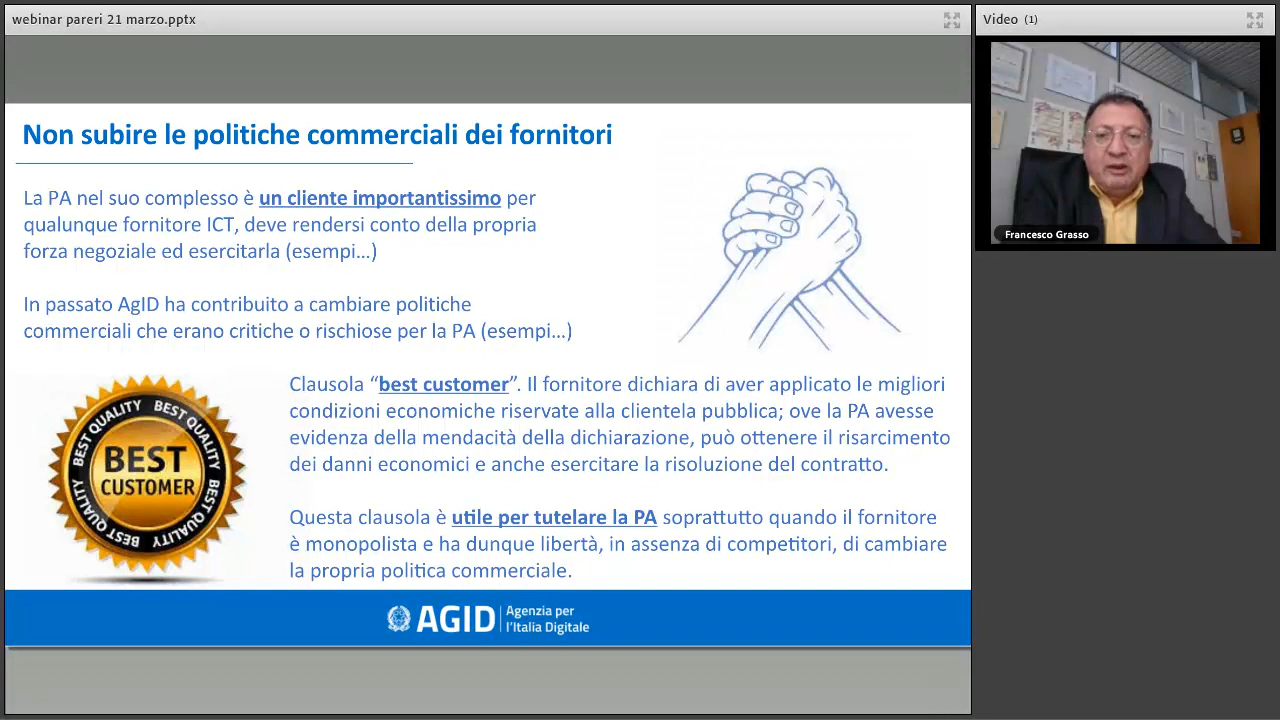 webinar pareri 21 marzo.pptx
Video (1)
Francesco Grasso
Non subire le politiche commerciali dei fornitori
La PA nel suo complesso è un cliente importantissimo per
qualunque fornitore ICT, deve rendersi conto della propria
forza negoziale ed esercitarla (esempi…)
In passato AgID ha contribuito a cambiare politiche
commerciali che erano critiche o rischiose per la PA (esempi…)
BEST QUALITY
BEST QUALITY
BEST QUALITY
BEST QUALITY
BEST
CUSTOMER
Clausola “best customer”. Il fornitore dichiara di aver applicato le migliori
condizioni economiche riservate alla clientela pubblica; ove la PA avesse
evidenza della mendacità della dichiarazione, può ottenere il risarcimento
dei danni economici e anche esercitare la risoluzione del contratto.
Questa clausola è utile per tutelare la PA soprattutto quando il fornitore
è monopolista e ha dunque libertà, in assenza di competitori, di cambiare
la propria politica commerciale.
AGID
Agenzia per
l’Italia Digitale